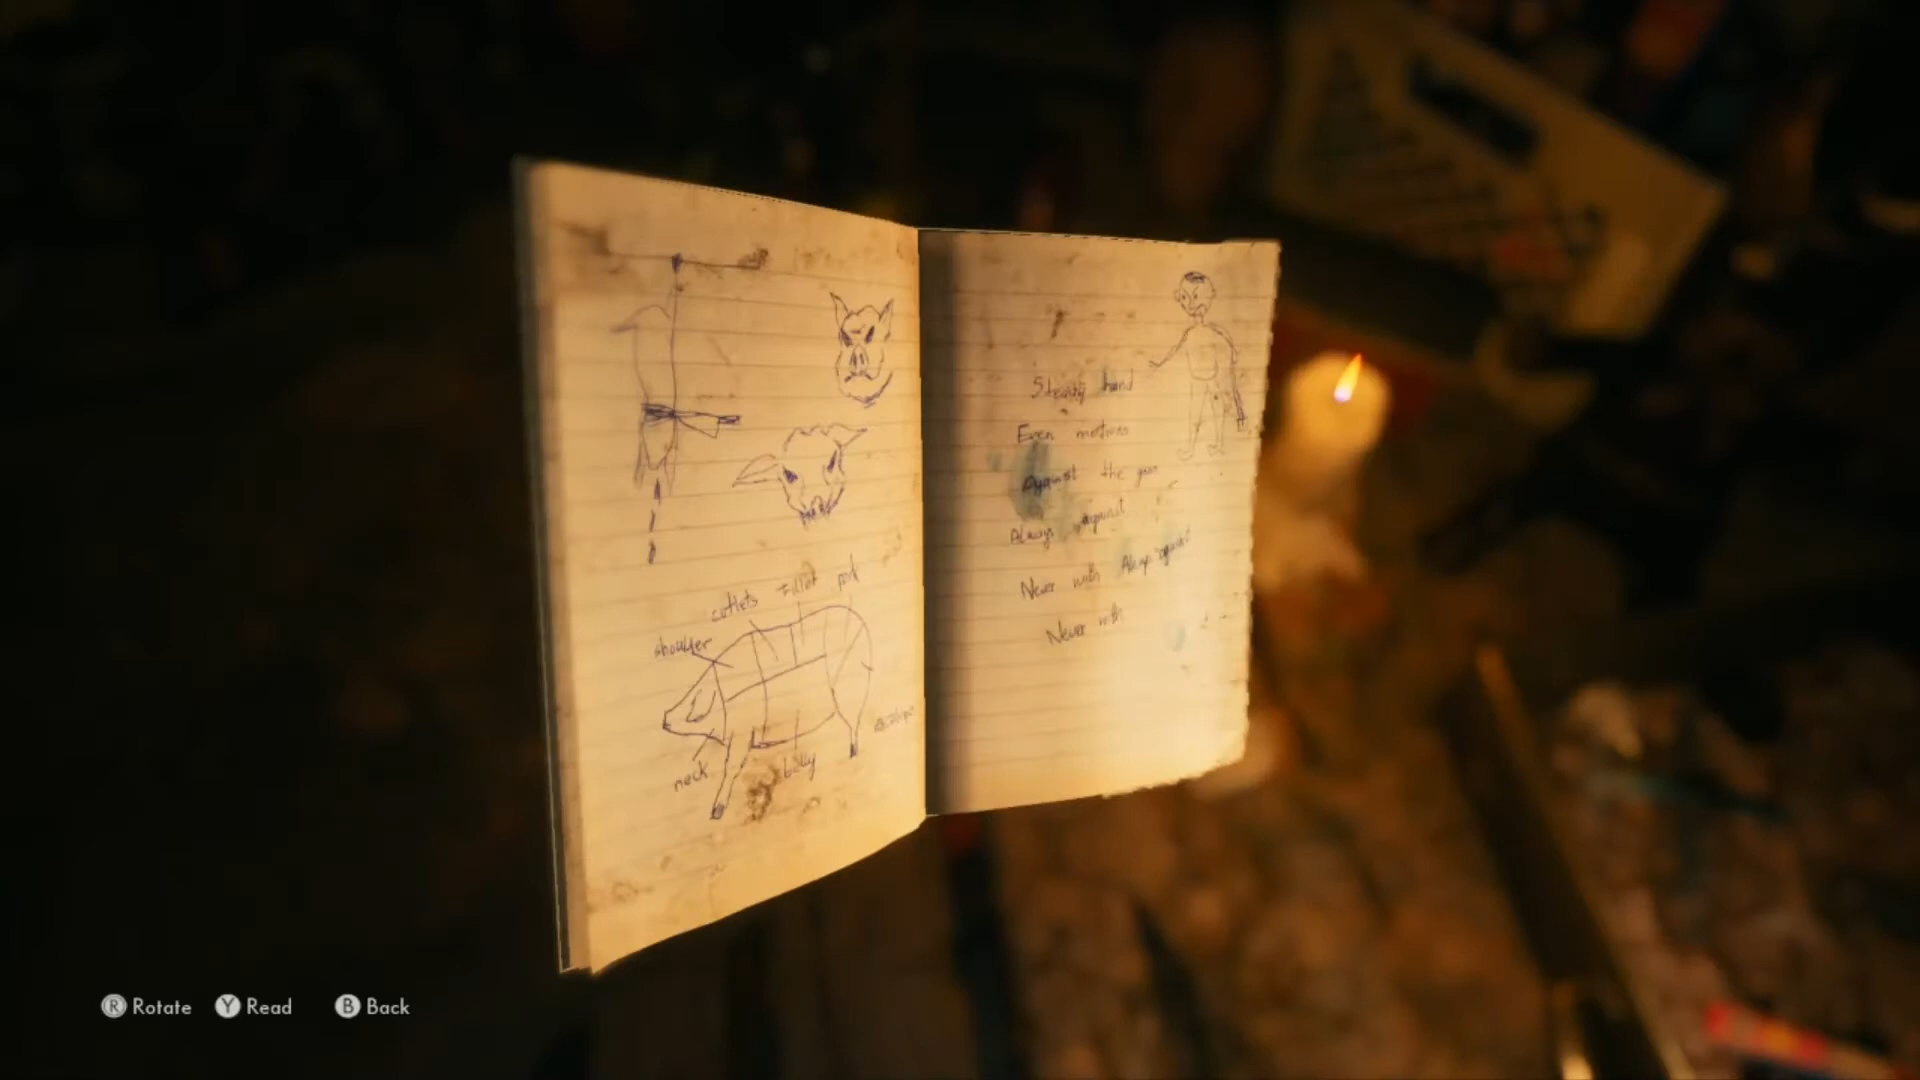 cutlets Fillet pork
shoulder
neck
belly
Steady hand
Even motions
Against the
Always against
Never with Always against
Never with
Rotate Read Back
R Y B